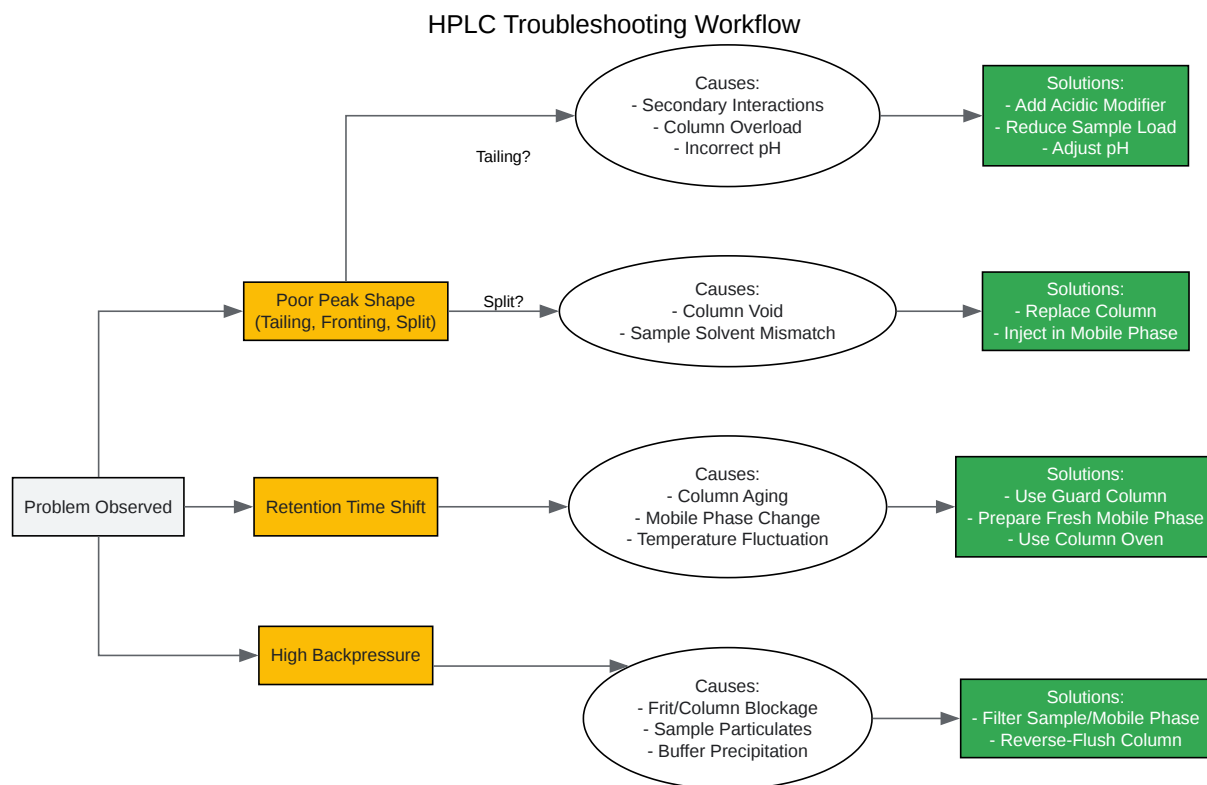 HPLC Troubleshooting Workflow
Causes:
- Secondary Interactions
- Column Overload
- Incorrect pH
Solutions:
- Add Acidic Modifier
- Reduce Sample Load
- Adjust pH
Tailing?
Poor Peak Shape
(Tailing, Fronting, Split)
Split?
Causes:
- Column Void
- Sample Solvent Mismatch
Solutions:
- Replace Column
- Inject in Mobile Phase
Problem Observed
Retention Time Shift
Causes:
- Column Aging
- Mobile Phase Change
- Temperature Fluctuation
Solutions:
- Use Guard Column
- Prepare Fresh Mobile Phase
- Use Column Oven
High Backpressure
Causes:
- Frit/Column Blockage
- Sample Particulates
- Buffer Precipitation
Solutions:
- Filter Sample/Mobile Phase
- Reverse-Flush Column